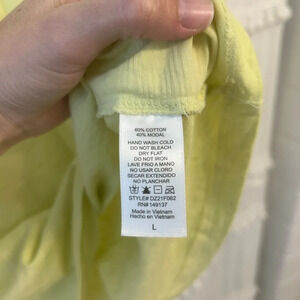 60% COTTON
40% MODAL
HAND WASH COLD
DO NOT BLEACH
DRY FLAT
DO NOT IRON
LAVE FRIO A MANO
NO USAR CLORO
SECAR EXTENDIDO
NO PLANCHAR
STYLE# DZ21F062
RN# 149137
Made in Vietnam
Hecho en Vietnam
L